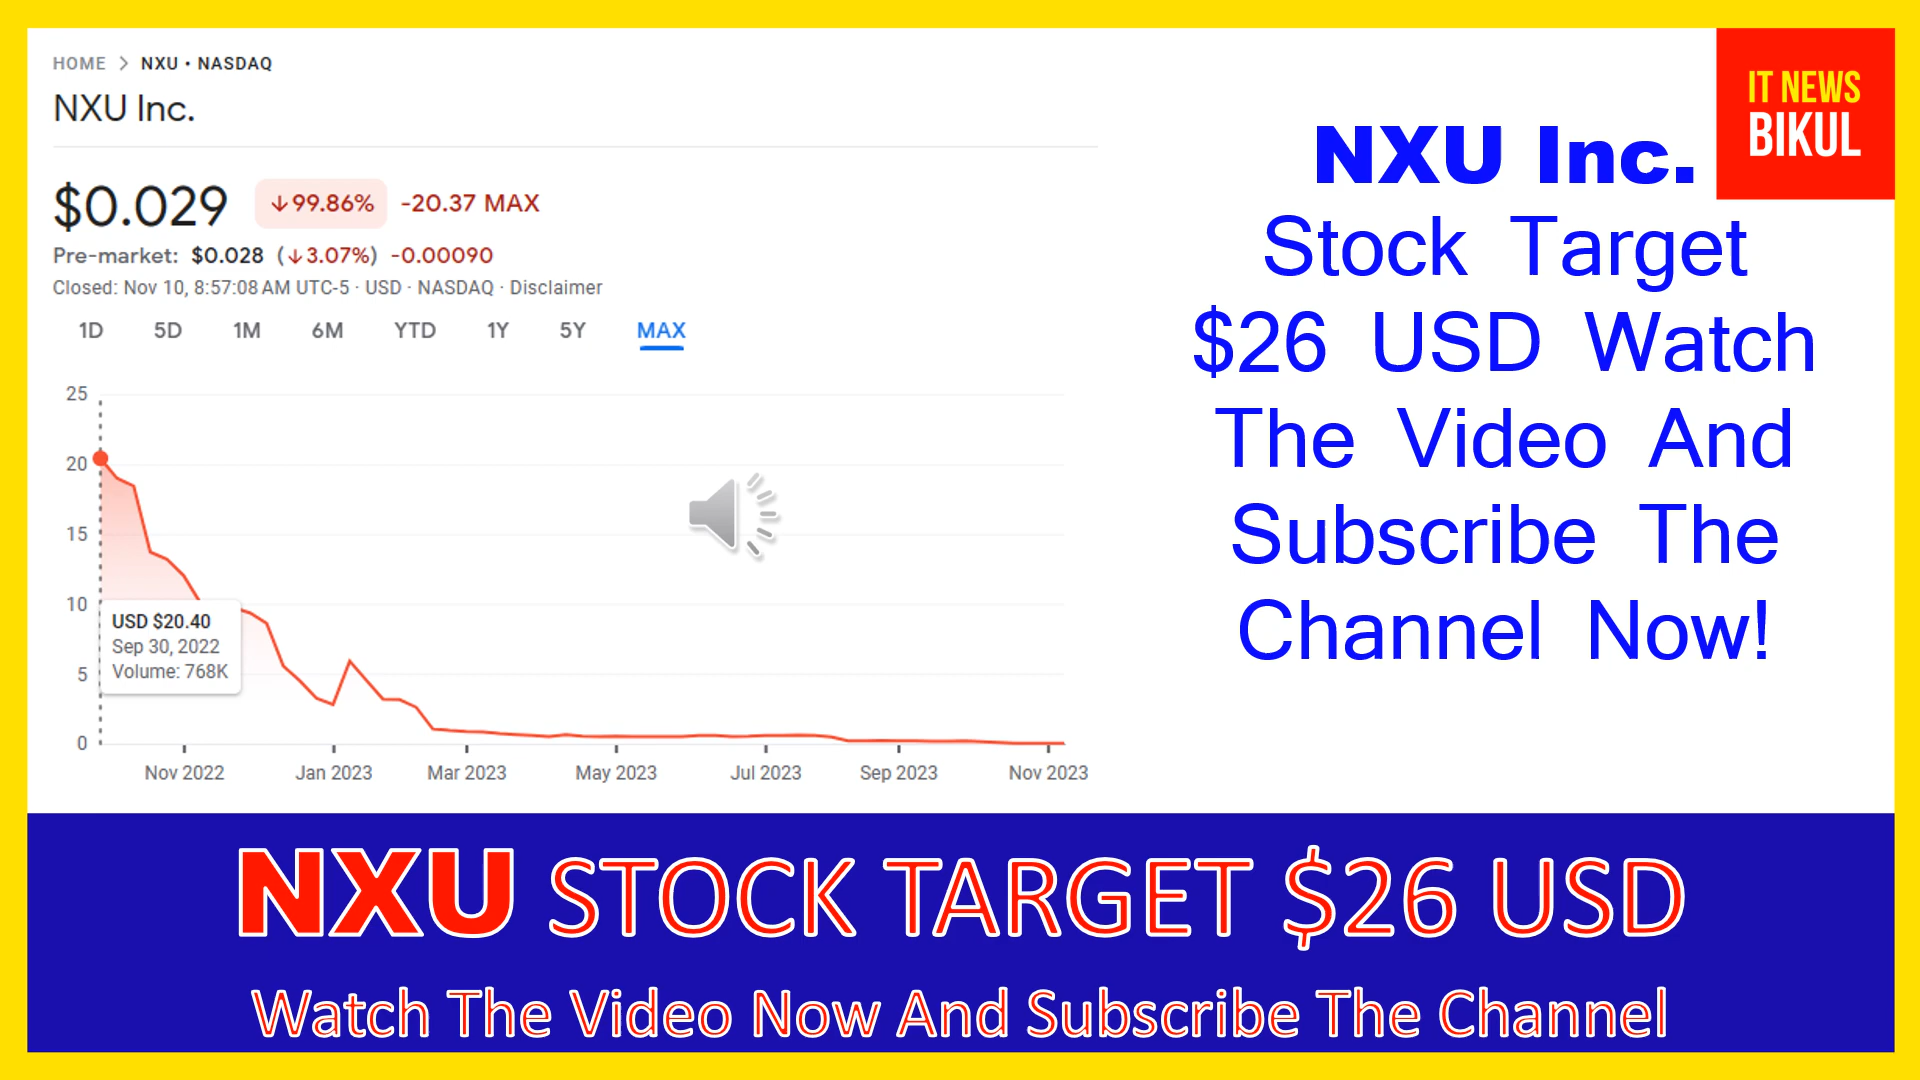 HOME > NXU • NASDAQ
NXU Inc.
$0.029 ↓99.86% -20.37 MAX
Pre-market: $0.028 (↓3.07%) -0.00090
Closed: Nov 10, 8:57:08 AM UTC-5 · USD · NASDAQ · Disclaimer
1D 5D 1M 6M YTD 1Y 5Y MAX
25
20
15
10
5
0
USD $20.40
Sep 30, 2022
Volume: 768K
Nov 2022 Jan 2023 Mar 2023 May 2023 Jul 2023 Sep 2023 Nov 2023
IT NEWS
BIKUL
NXU Inc.
Stock Target
$26 USD Watch
The Video And
Subscribe The
Channel Now!
NXU STOCK TARGET $26 USD
Watch The Video Now And Subscribe The Channel